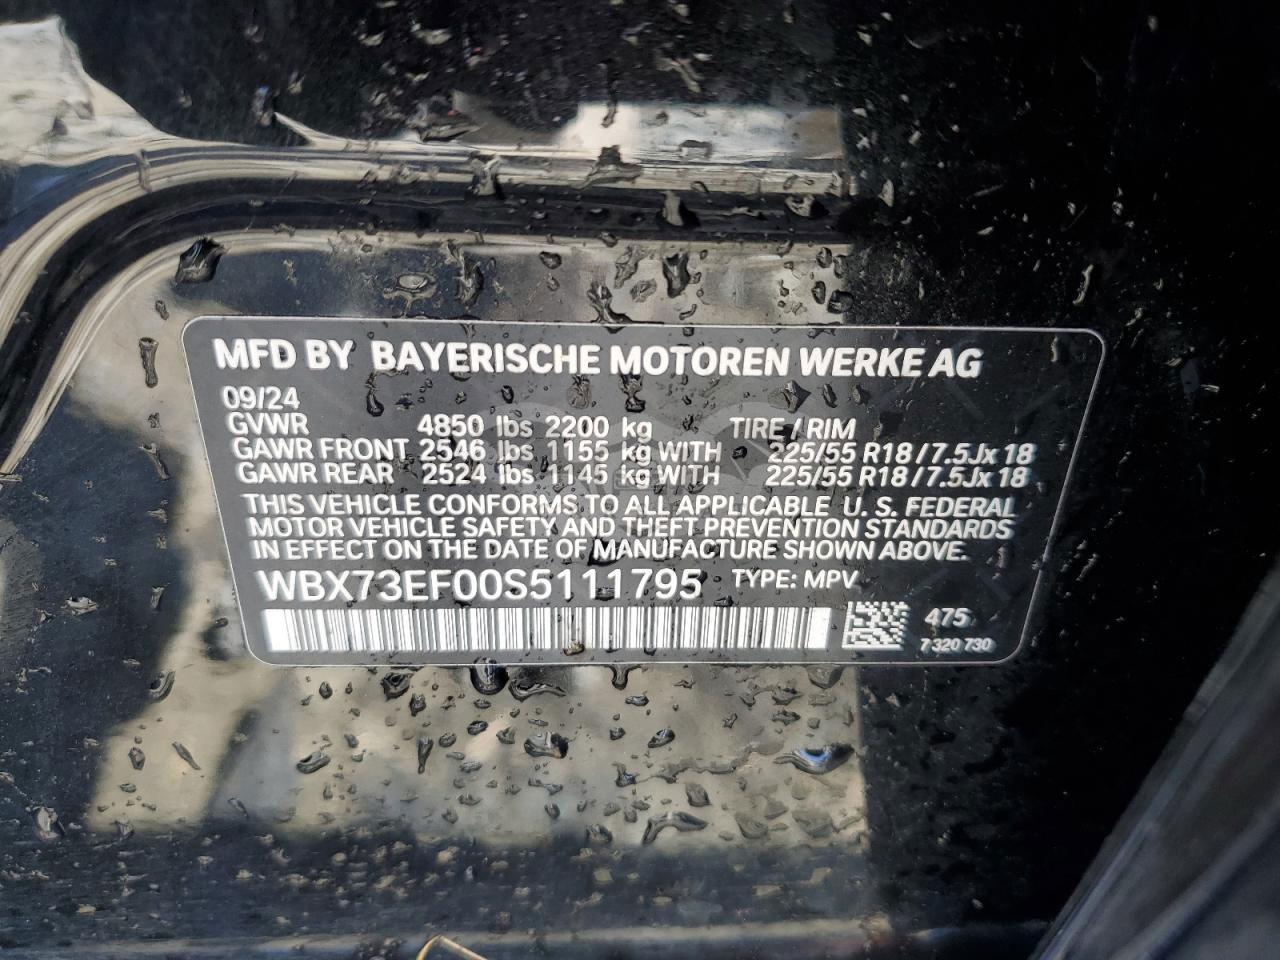 MFD BY BAYERISCHE MOTOREN WERKE AG
09/24
GVWR 4850 lbs 2200 kg TIRE / RIM
GAWR FRONT 2546 lbs 1155 kg WITH 225/55 R18/7.5Jx 18
GAWR REAR 2524 lbs 1145 kg WITH 225/55 R18/7.5Jx 18
THIS VEHICLE CONFORMS TO ALL APPLICABLE U. S. FEDERAL
MOTOR VEHICLE SAFETY AND THEFT PREVENTION STANDARDS
IN EFFECT ON THE DATE OF MANUFACTURE SHOWN ABOVE.
WBX73EF00S5111795 TYPE: MPV
475
7 320 730